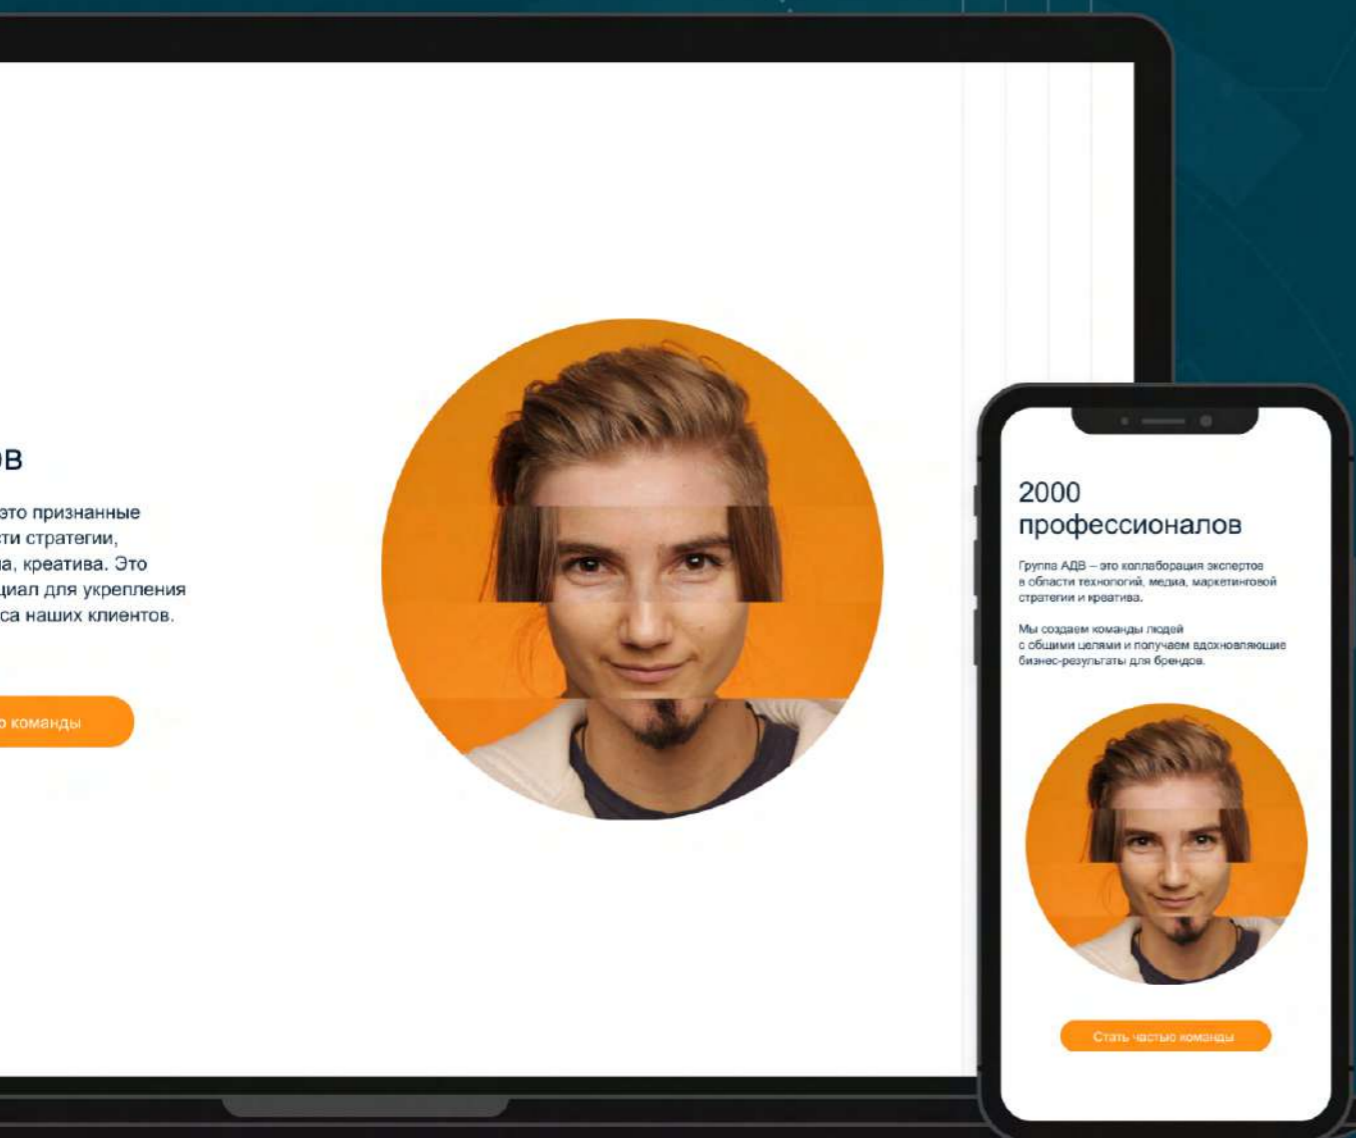 ов
это признанные
сти стратегии,
а, креатива. Это
циал для укрепления
са наших клиентов.
ю команды
2000
профессионалов
Группа АДВ – это коллаборация экспертов
в области технологий, медиа, маркетинговой
стратегии и креатива.
Мы создаем команды людей
с общими целями и получаем вдохновляющие
бизнес-результаты для брендов.
Стать частью команды